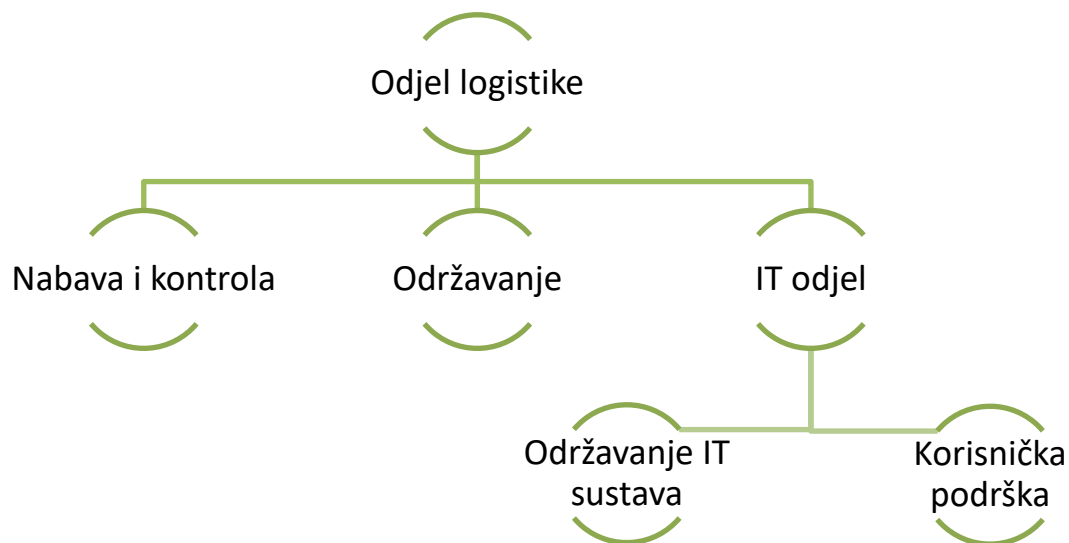 Odjel logistike
Nabava i kontrola
Održavanje
IT odjel
Održavanje IT
sustava
Korisnička
podrška